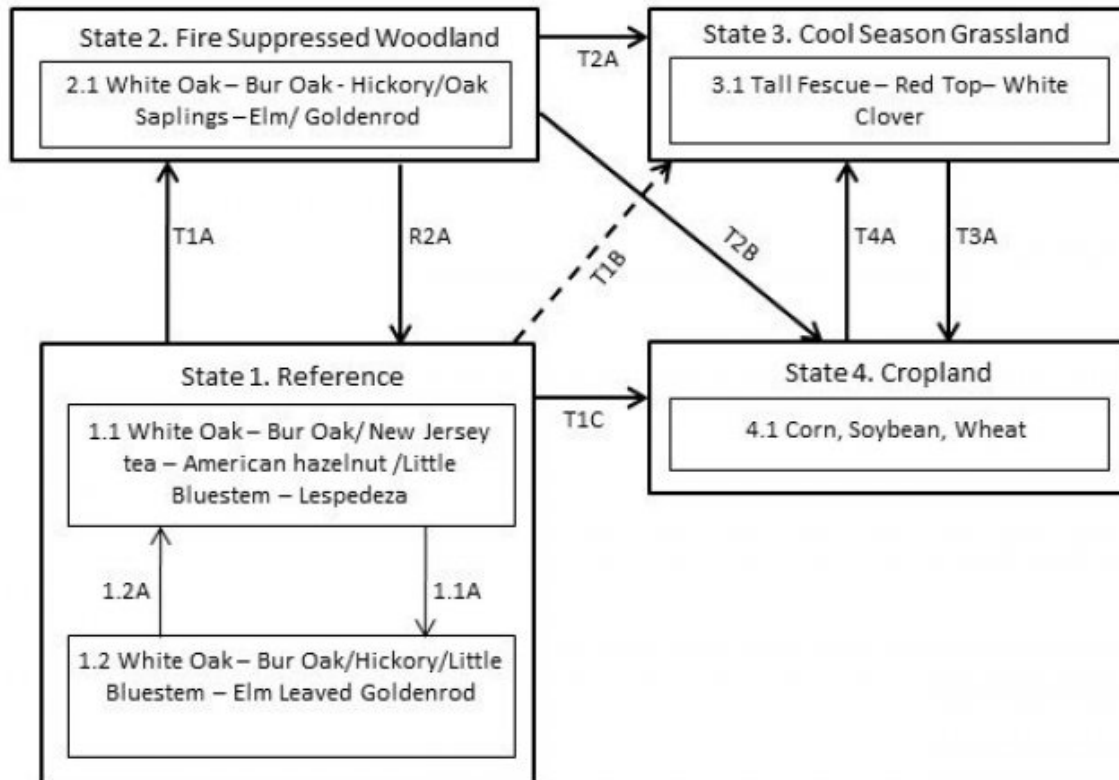 State 2. Fire Suppressed Woodland
2.1 White Oak – Bur Oak - Hickory/Oak
Saplings –Elm/ Goldenrod
T2A
State 3. Cool Season Grassland
3.1 Tall Fescue – Red Top– White
Clover
T1A
R2A
T1B
T2B
T4A
T3A
State 1. Reference
1.1 White Oak – Bur Oak/ New Jersey
tea – American hazelnut /Little
Bluestem – Lespedeza
1.2A
1.1A
1.2 White Oak – Bur Oak/Hickory/Little
Bluestem – Elm Leaved Goldenrod
T1C
State 4. Cropland
4.1 Corn, Soybean, Wheat